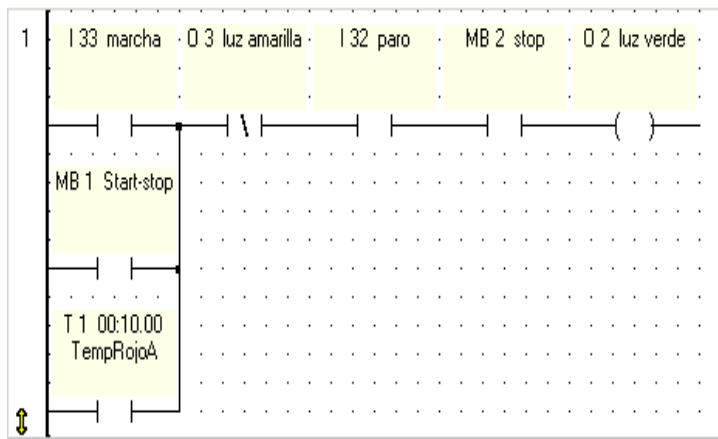 1
I 33 marcha
O 3 luz amarilla
I 32 paro
MB 2 stop
O 2 luz verde
MB 1 Start-stop
T 1 00:10.00
TempRojoA